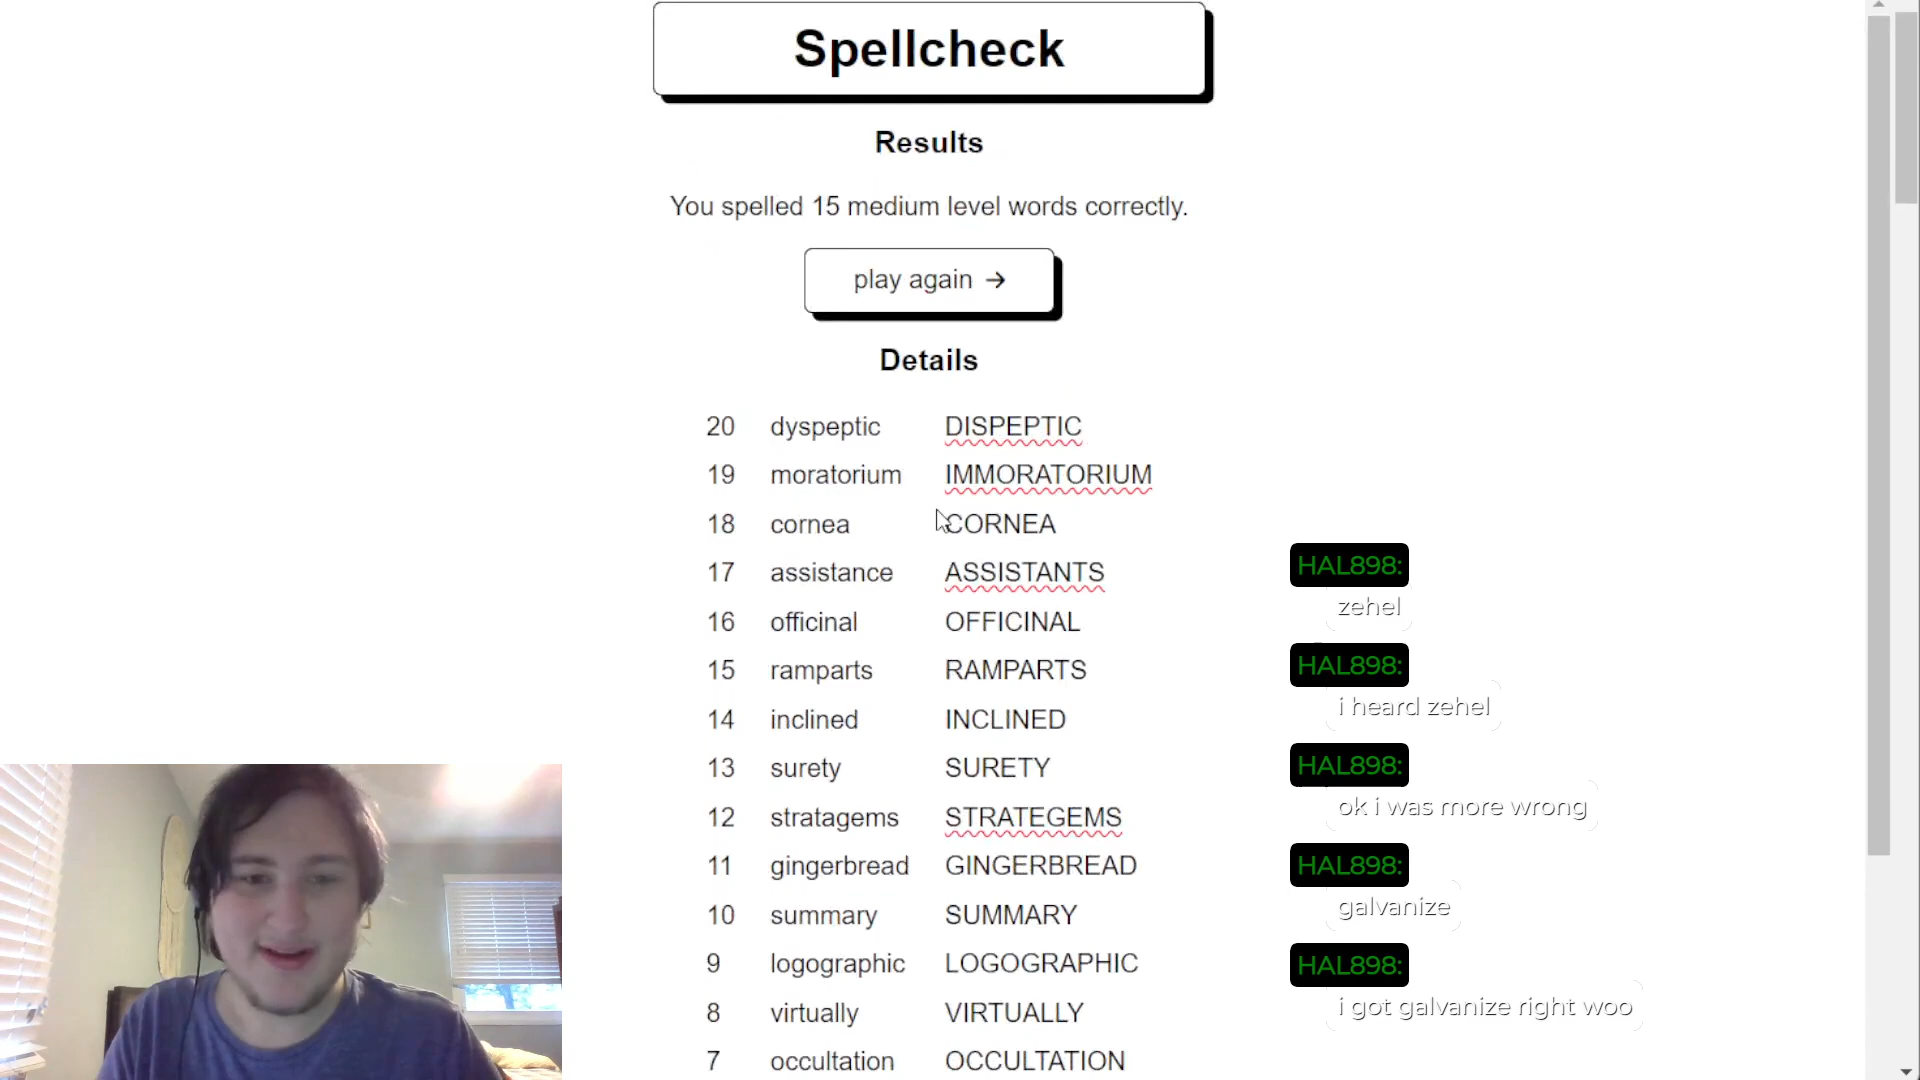 Spellcheck
Results
You spelled 15 medium level words correctly.
play again →
Details
20 dyspeptic DISPEPTIC
19 moratorium IMMORATORIUM
18 cornea CORNEA
17 assistance ASSISTANTS
16 officinal OFFICINAL
15 ramparts RAMPARTS
14 inclined INCLINED
13 surety SURETY
12 stratagems STRATEGEMS
11 gingerbread GINGERBREAD
10 summary SUMMARY
9 logographic LOGOGRAPHIC
8 virtually VIRTUALLY
7 occultation OCCULTATION
HAL898:
zehel
HAL898:
i heard zehel
HAL898:
ok i was more wrong
HAL898:
galvanize
HAL898:
i got galvanize right woo